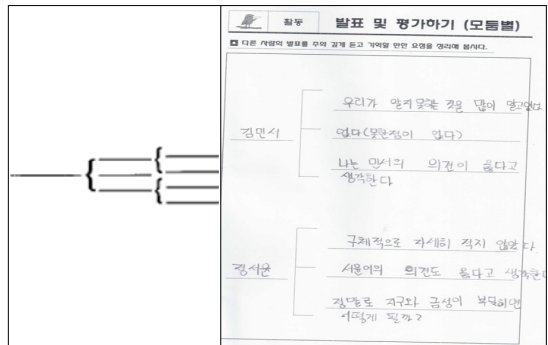 활동 발표 및 평가하기 (모둠별)
다른 사람의 발표를 주의 깊게 듣고 기억할 만한 요점을 정리해 봅시다.
우리가 알지 못했던 것을 많이 알고있다.
김민서
없다(못한점이 없다)
나는 민서의 의견이 옳다고
생각한다
구체적으로 자세히 적지 않았다.
정서윤
서윤이의 의견도 옳다고 생각한다
정말로 지구와 금성이 부딪히면
어떻게 될까?